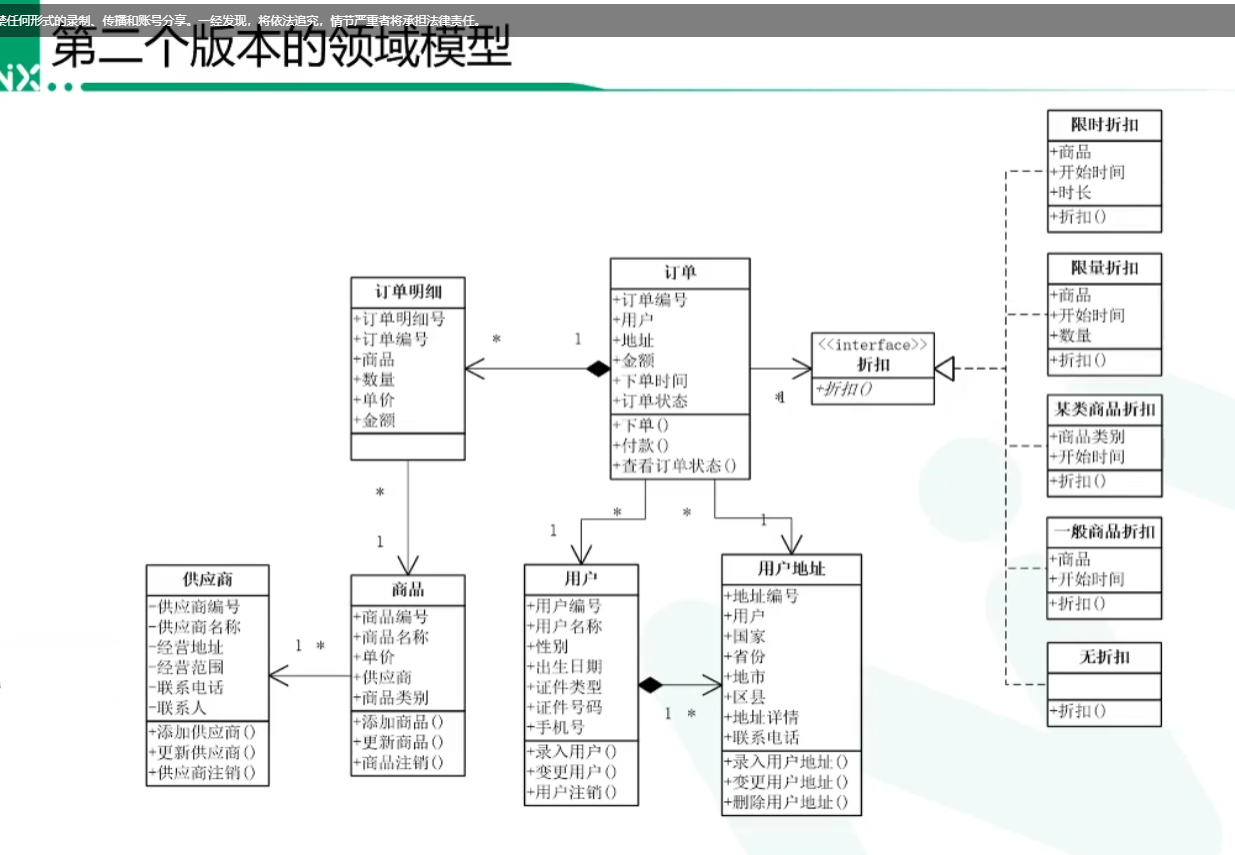 禁任何形式的录制、传播和账号分享。一经发现，将依法追究，情节严重者将承担法律责任。
第二个版本的领域模型
限时折扣
+商品
+开始时间
+时长
+折扣()
限量折扣
+商品
+开始时间
+数量
+折扣()
某类商品折扣
+商品类别
+开始时间
+折扣()
一般商品折扣
+商品
+开始时间
+折扣()
无折扣
+折扣()
<<interface>>
折扣
+折扣()
订单
+订单编号
+用户
+地址
+金额
+下单时间
+订单状态
+下单()
+付款()
+查看订单状态()
订单明细
+订单明细号
+订单编号
+商品
+数量
+单价
+金额
* 1
* 1
* 1
* 1
供应商
-供应商编号
-供应商名称
-经营地址
-经营范围
-联系电话
-联系人
+添加供应商()
+更新供应商()
+供应商注销()
1 *
商品
+商品编号
+商品名称
+单价
+供应商
+商品类别
+添加商品()
+更新商品()
+商品注销()
用户
+用户编号
+用户名称
+性别
+出生日期
+证件类型
+证件号码
+手机号
+录入用户()
+变更用户()
+用户注销()
1 *
用户地址
+地址编号
+用户
+国家
+省份
+地市
+区县
+地址详情
+联系电话
+录入用户地址()
+变更用户地址()
+删除用户地址()